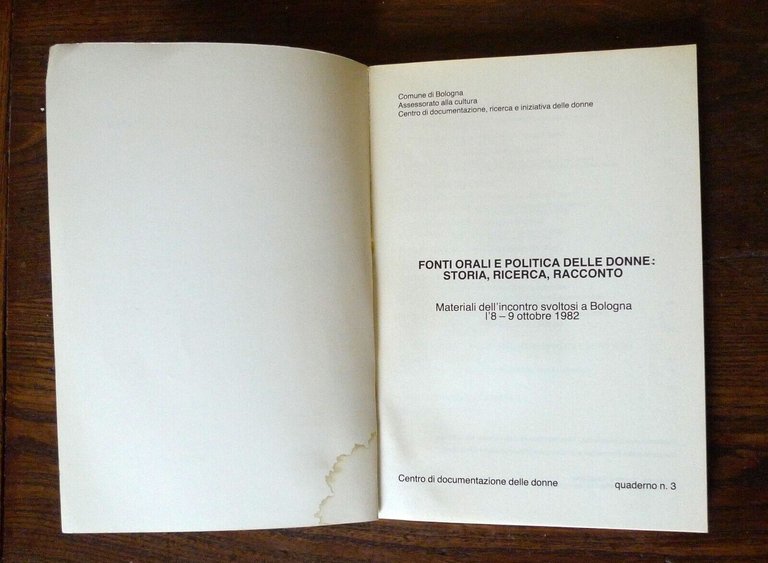 Comune di Bologna
Assessorato alla cultura
Centro di documentazione, ricerca e iniziativa delle donne
FONTI ORALI E POLITICA DELLE DONNE:
STORIA, RICERCA, RACCONTO
Materiali dell'incontro svoltosi a Bologna
l'8 – 9 ottobre 1982
Centro di documentazione delle donne
quaderno n. 3